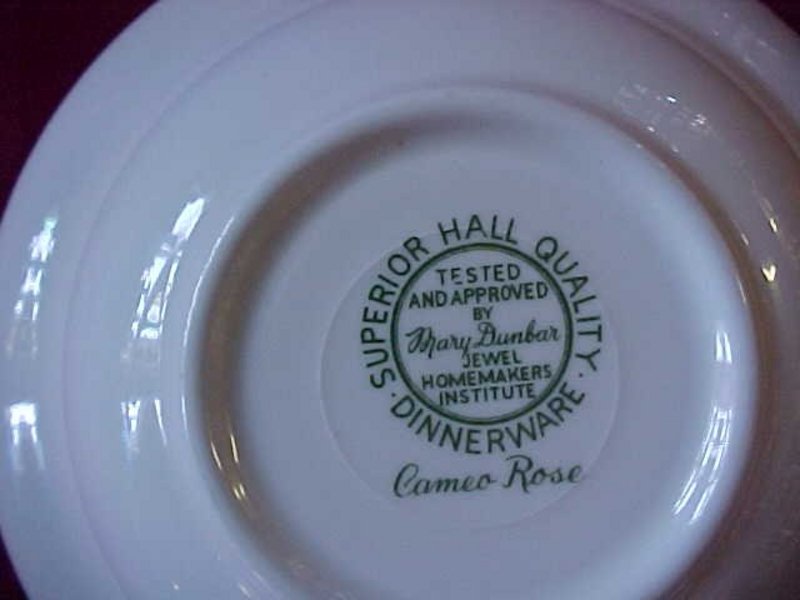 SUPERIOR HALL QUALITY
· DINNERWARE ·
TESTED
AND APPROVED
BY
Mary Dunbar
JEWEL
HOMEMAKERS
INSTITUTE
Cameo Rose